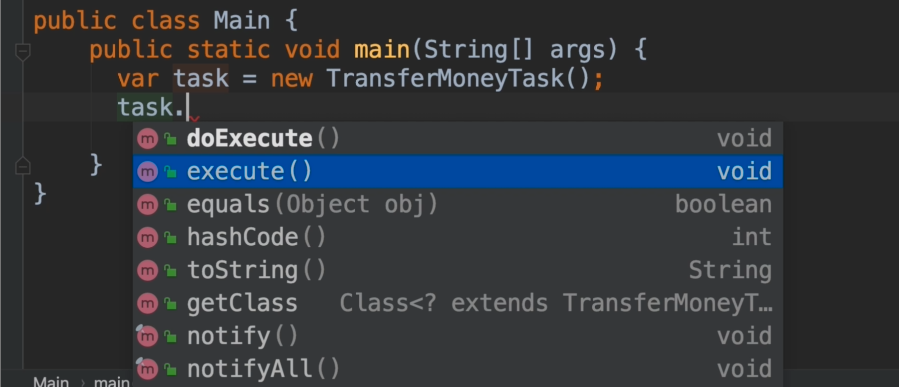 public class Main {
public static void main(String[] args) {
var task = new TransferMoneyTask();
task.
m doExecute() void
m execute() void
m equals(Object obj) boolean
m hashCode() int
m toString() String
m getClass Class<? extends TransferMoneyT…
m notify() void
m notifyAll() void
}
}
Main › main